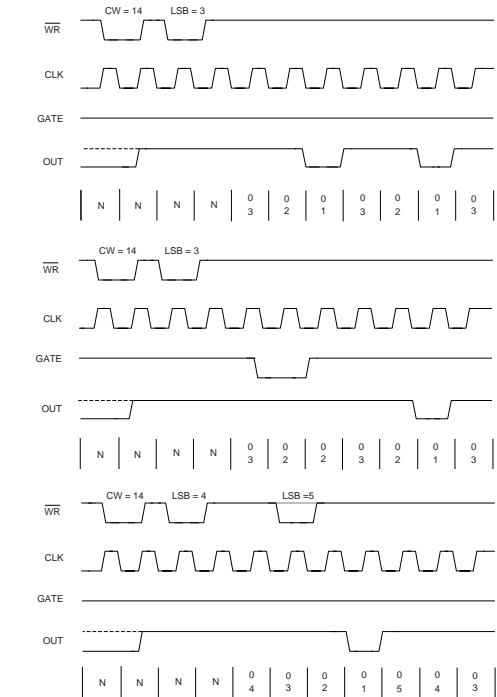 CW = 14 LSB = 3
WR
CLK
GATE
OUT
N N N N 0 0 0 0 0 0 0
3 2 1 3 2 1 3
CW = 14 LSB = 3
WR
CLK
GATE
OUT
N N N N 0 0 0 0 0 0 0
3 2 2 3 2 1 3
CW = 14 LSB = 4 LSB =5
WR
CLK
GATE
OUT
N N N N 0 0 0 0 0 0 0
4 3 2 1 5 4 3